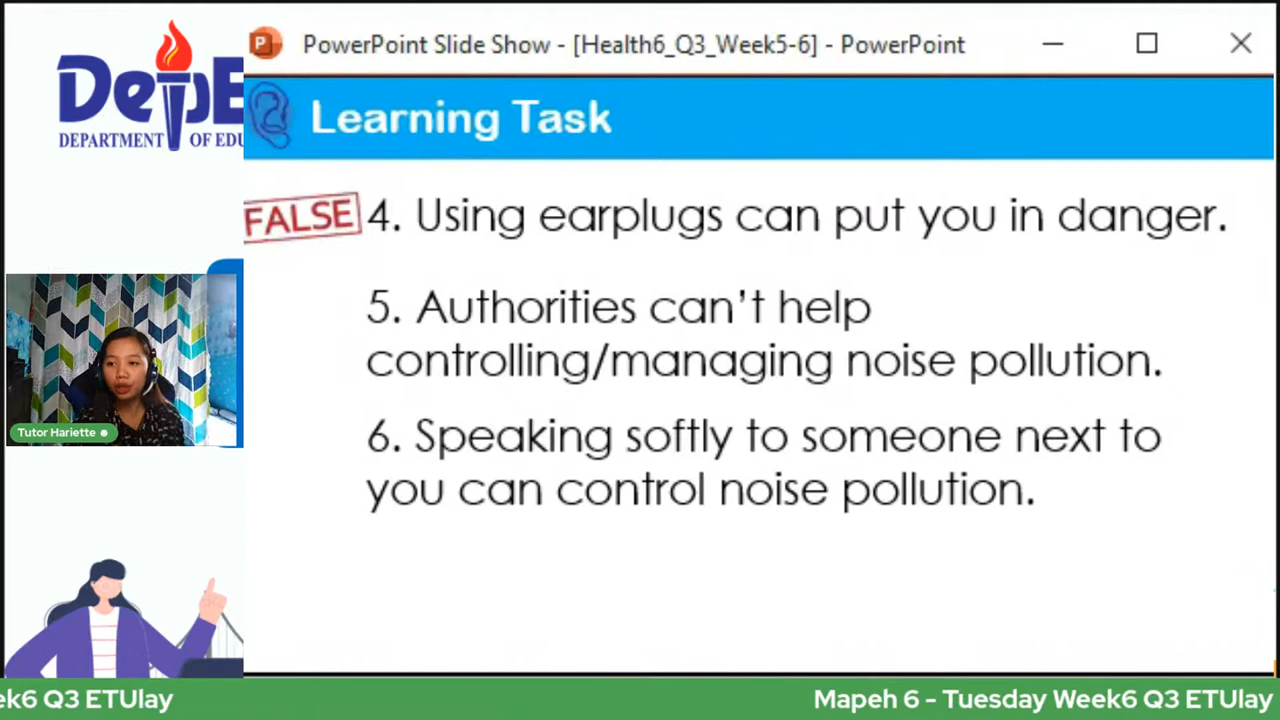 DepE
DEPARTMENT OF EDU
PowerPoint Slide Show - [Health6_Q3_Week5-6] - PowerPoint
Learning Task
FALSE 4. Using earplugs can put you in danger.
5. Authorities can't help
controlling/managing noise pollution.
6. Speaking softly to someone next to
you can control noise pollution.
Tutor Hariette
ek6 Q3 ETUlay
Mapeh 6 - Tuesday Week6 Q3 ETUlay